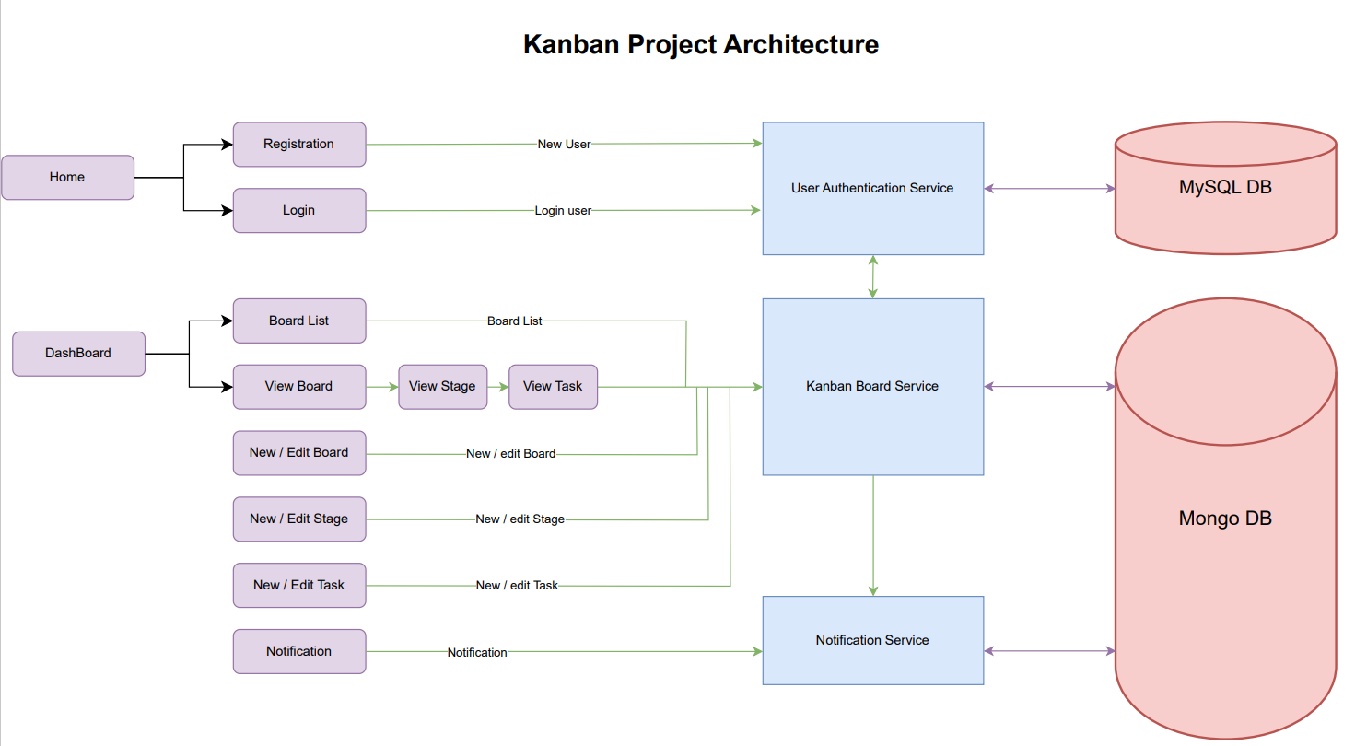 Kanban Project Architecture
Home
Registration
New User
Login
Login user
User Authentication Service
MySQL DB
DashBoard
Board List
Board List
View Board
View Stage
View Task
Kanban Board Service
New / Edit Board
New / edit Board
New / Edit Stage
New / edit Stage
Mongo DB
New / Edit Task
New / edit Task
Notification
Notification
Notification Service